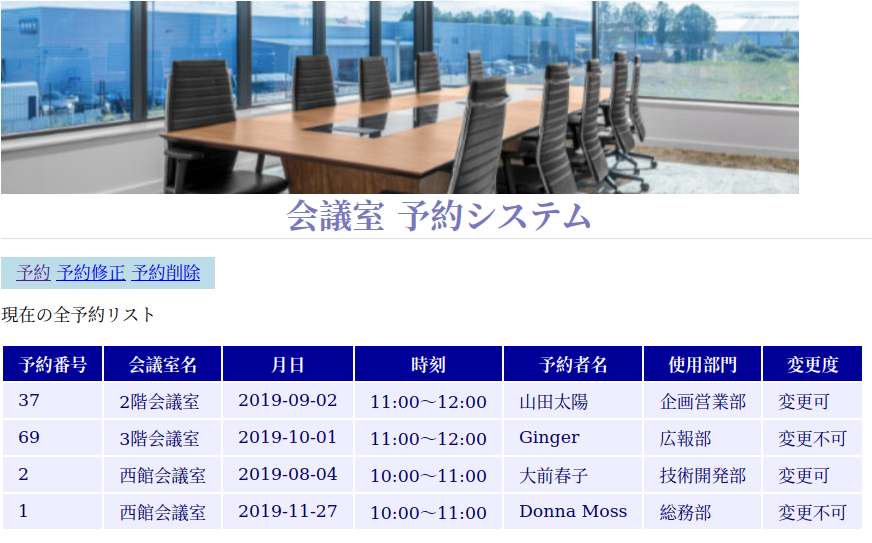 会議室 予約システム
予約 予約修正 予約削除
現在の全予約リスト
予約番号 会議室名 月日 時刻 予約者名 使用部門 変更度
37 2階会議室 2019-09-02 11:00～12:00 山田太陽 企画営業部 変更可
69 3階会議室 2019-10-01 11:00～12:00 Ginger 広報部 変更不可
2 西館会議室 2019-08-04 10:00～11:00 大前春子 技術開発部 変更可
1 西館会議室 2019-11-27 10:00～11:00 Donna Moss 総務部 変更不可